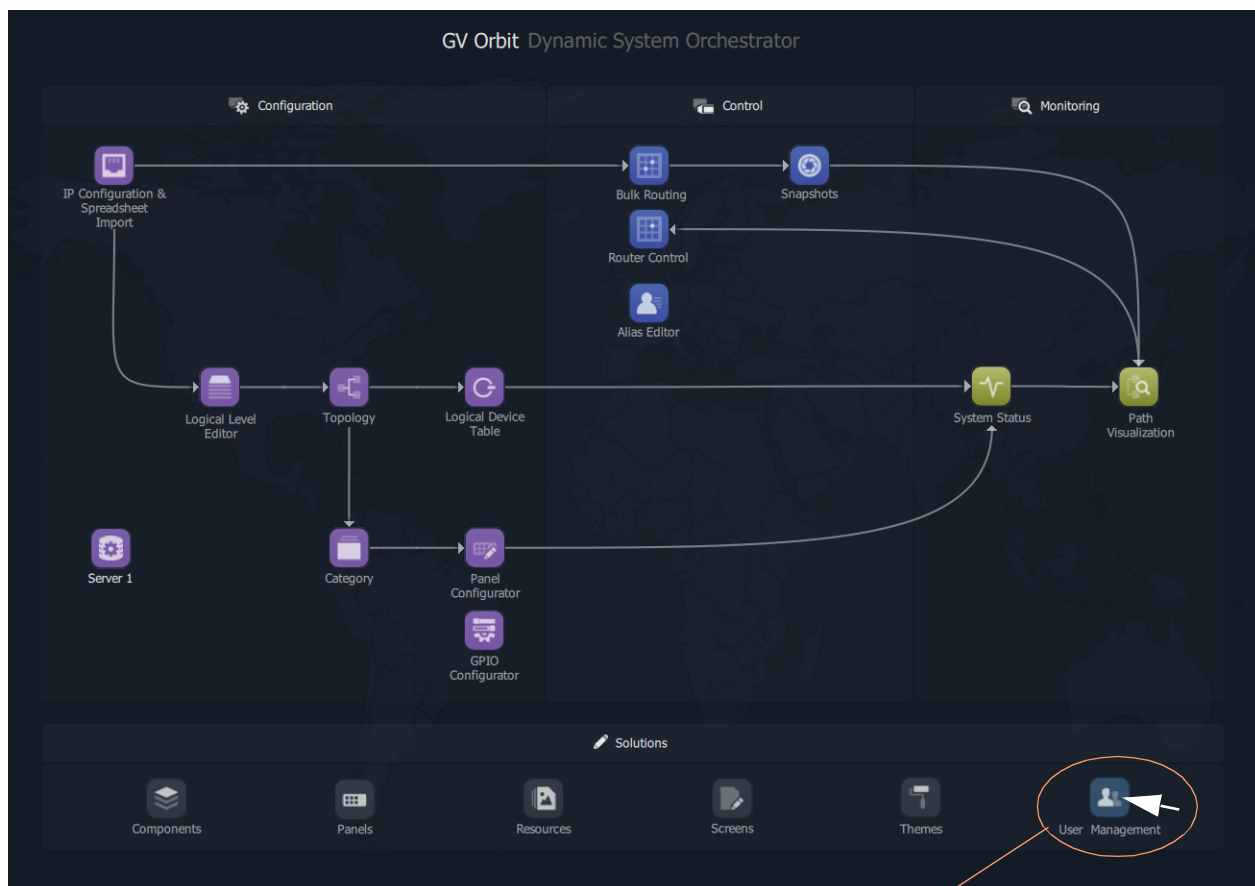 GV Orbit Dynamic System Orchestrator
Configuration
Control
Monitoring
IP Configuration &
Spreadsheet
Import
Bulk Routing
Snapshots
Router Control
Alias Editor
Logical Level
Editor
Topology
Logical Device
Table
System Status
Path
Visualization
Server 1
Category
Panel
Configurator
GPIO
Configurator
Solutions
Components
Panels
Resources
Screens
Themes
User Management